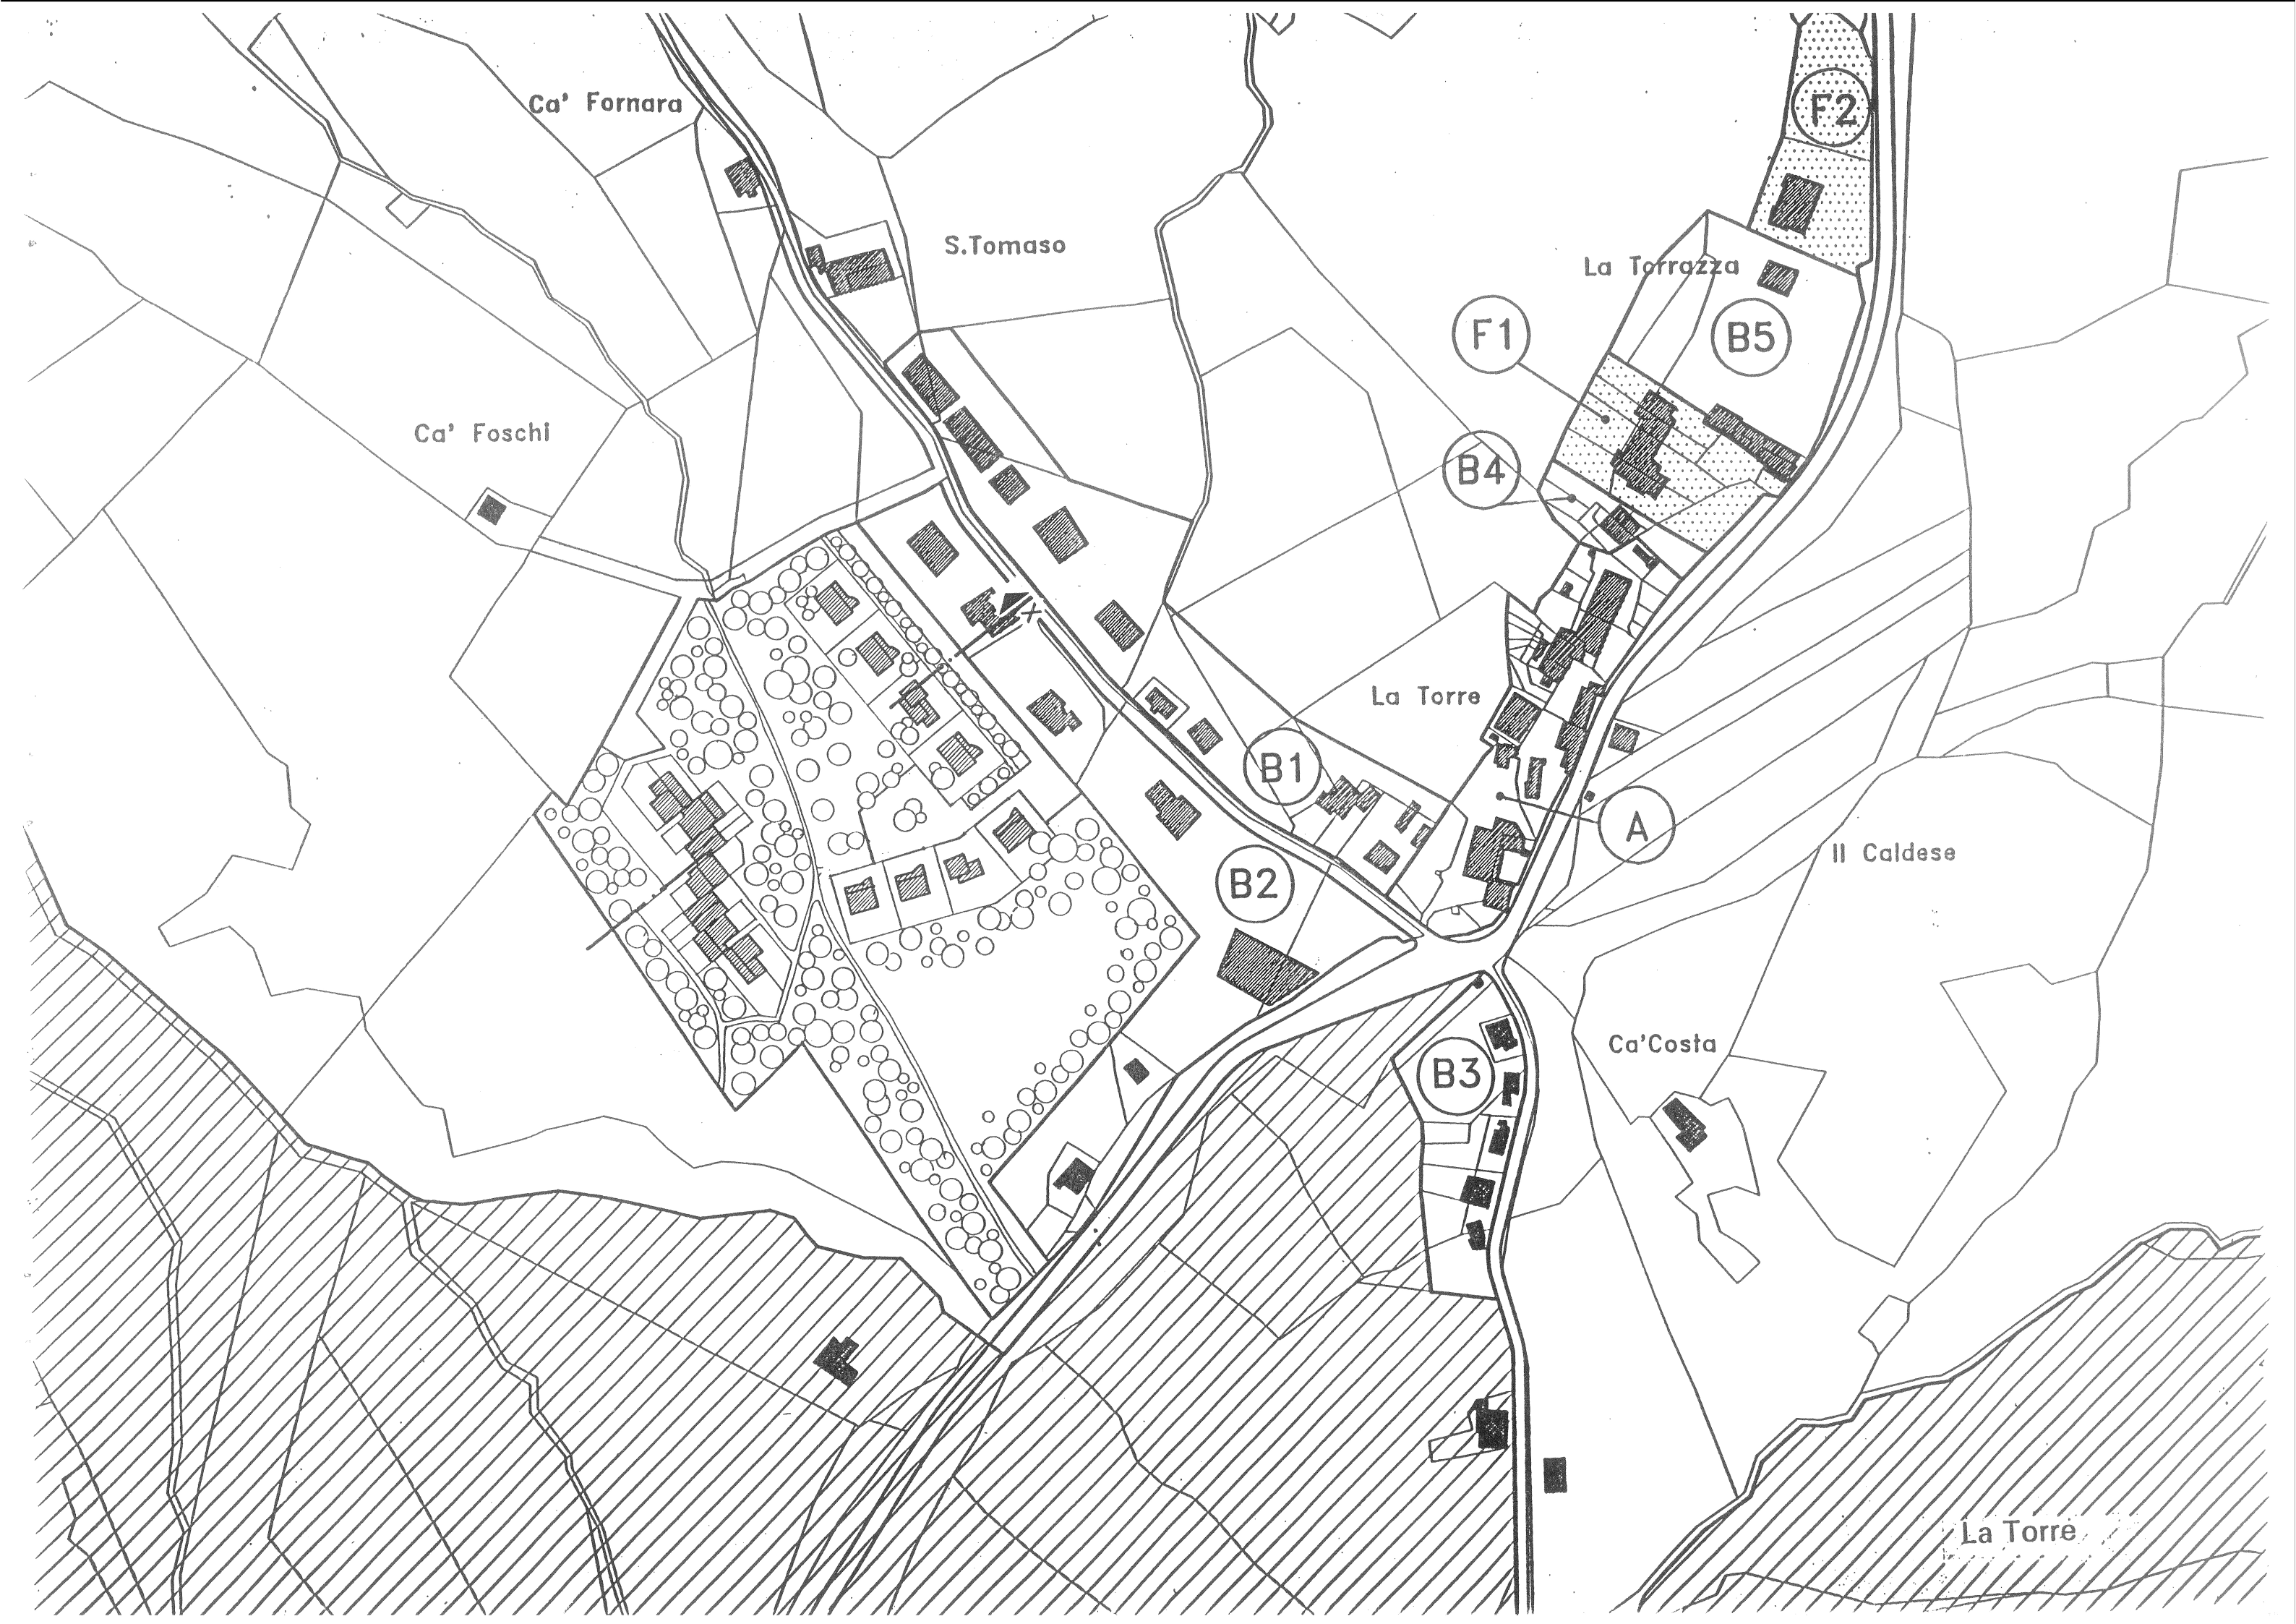 F2
Ca' Fornara
S.Tomaso
La Torrazza
F1
B5
Ca' Foschi
B4
La Torre
B1
A
Il Caldese
B2
Ca'Costa
B3
La Torre